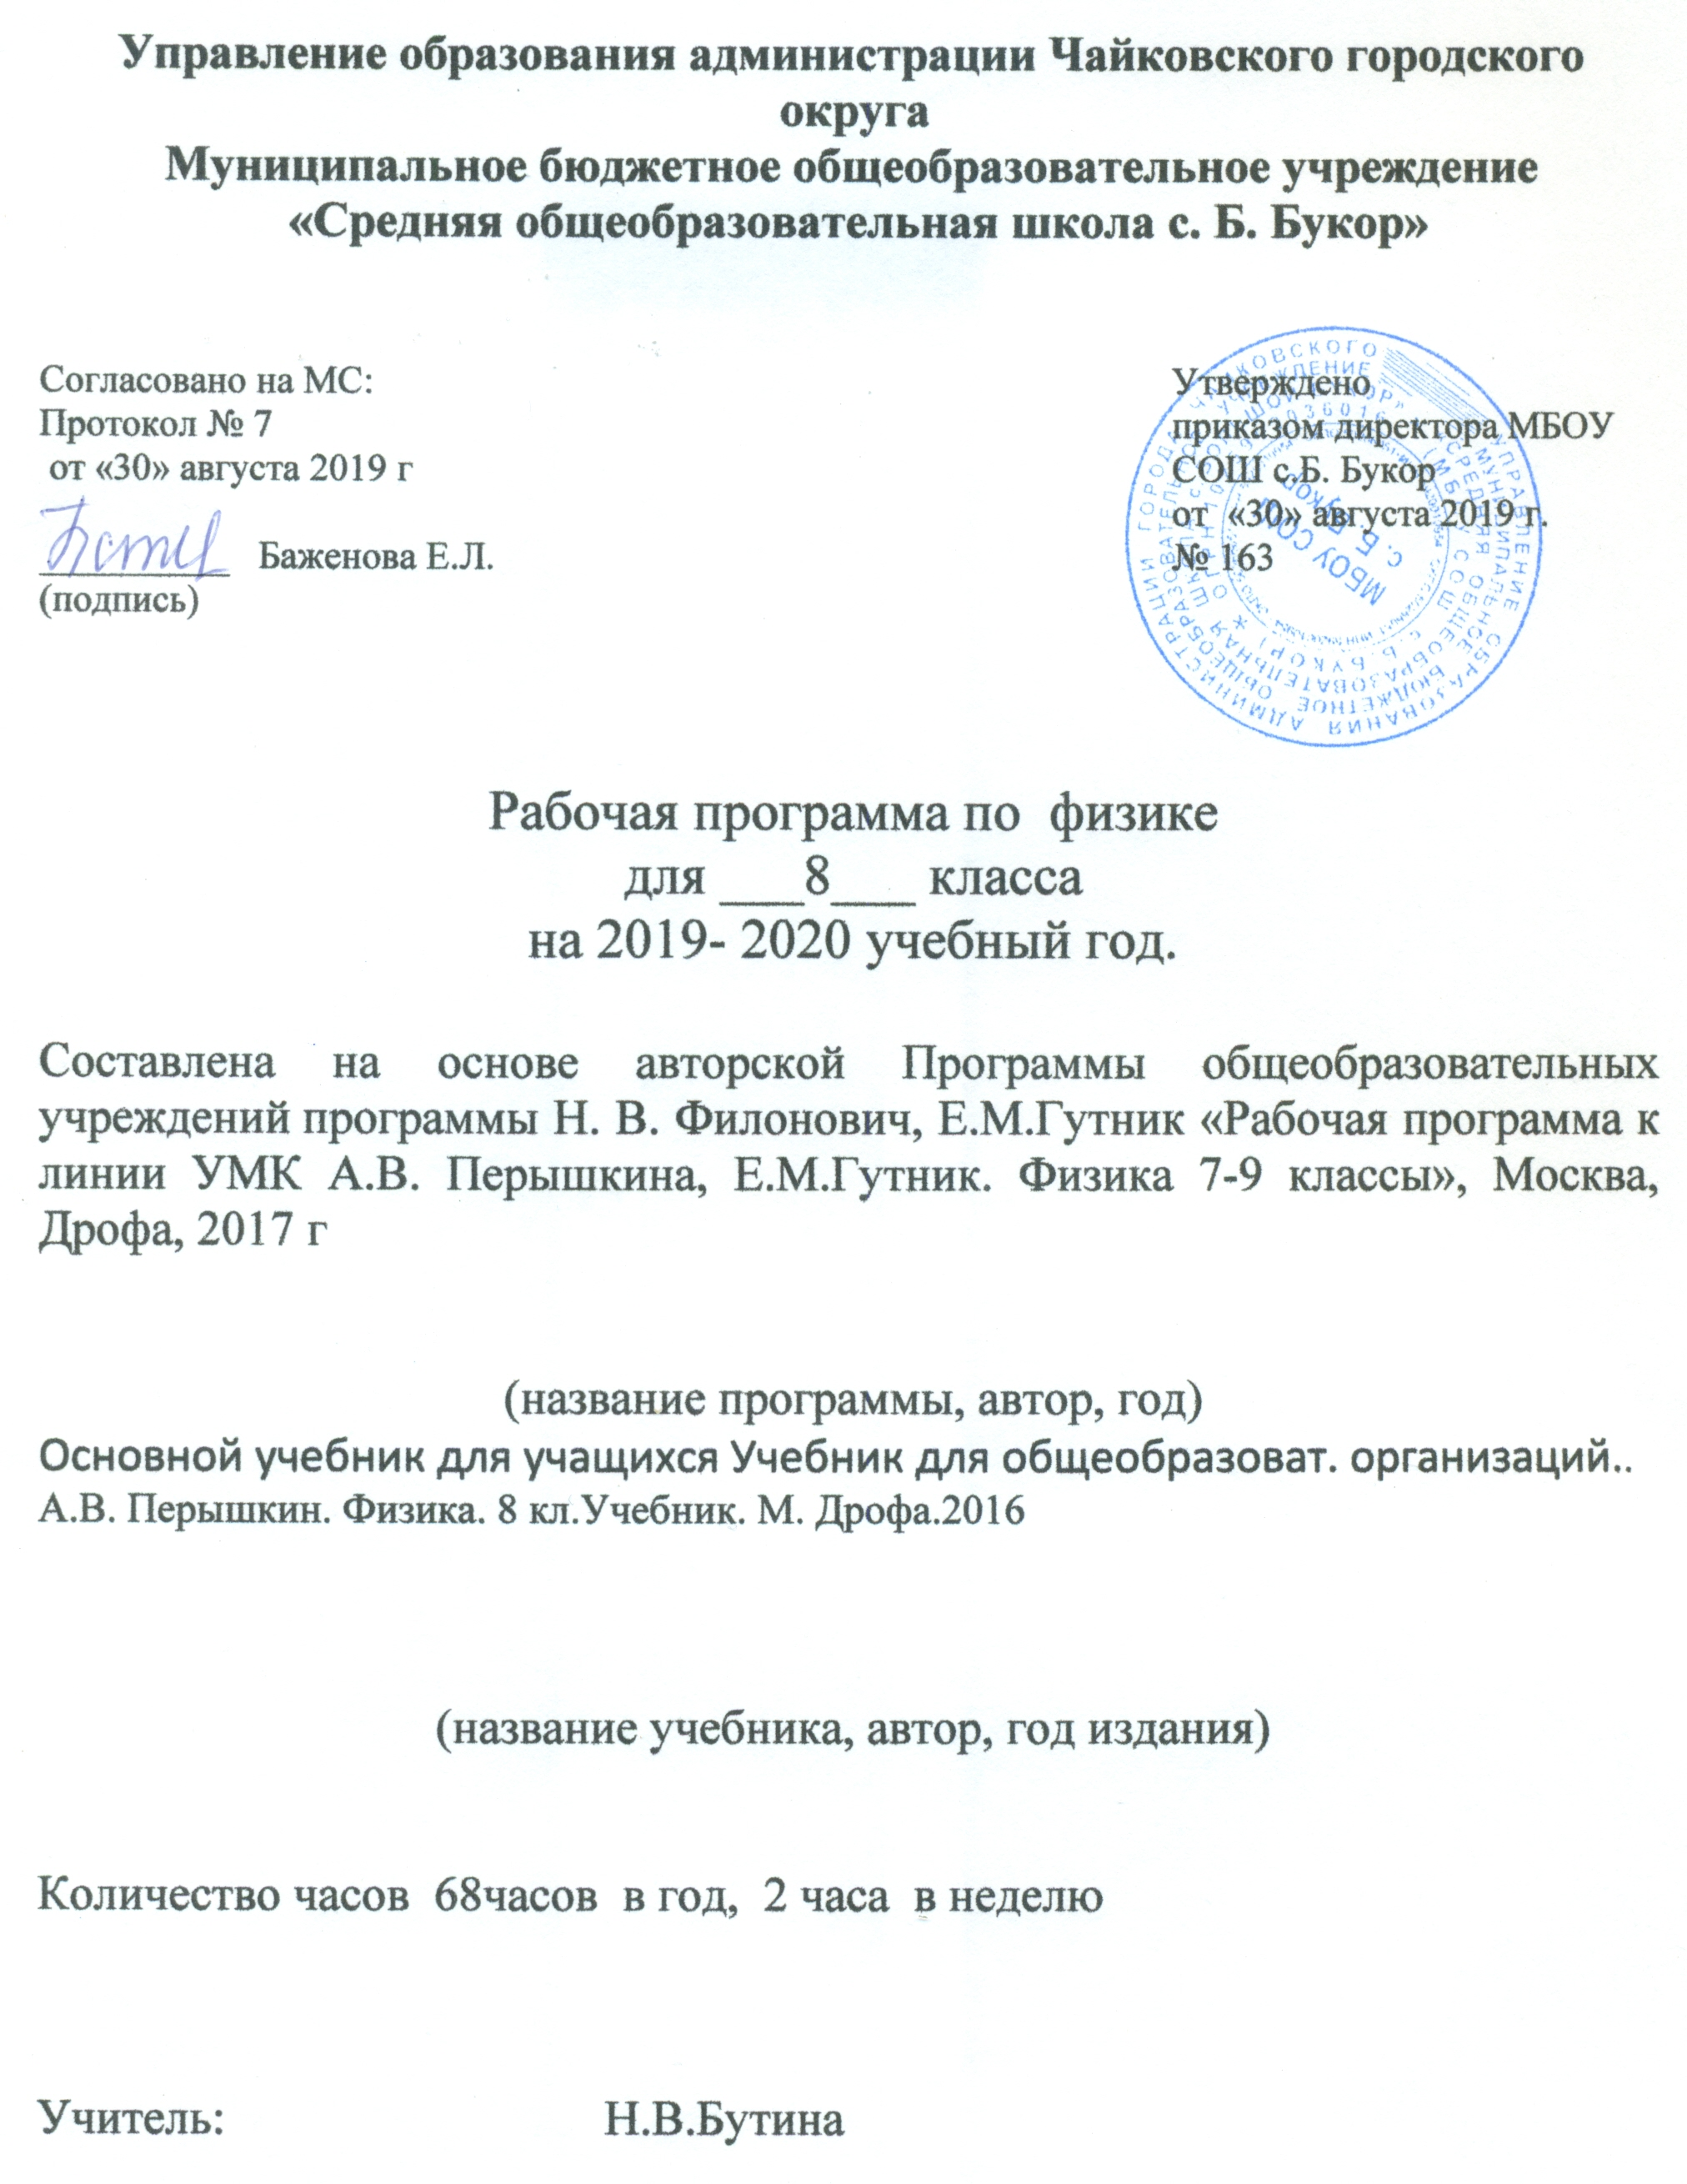 Управление образования администрации Чайковского городского
округа
Муниципальное бюджетное общеобразовательное учреждение
«Средняя общеобразовательная школа с. Б. Букор»
Согласовано на МС:
Протокол № 7
от «30» августа 2019 г
Баженова Е.Л.
(подпись)
Утверждено
приказом директора МБОУ
СОШ с.Б. Букор
от «30» августа 2019 г.
№ 163
МБОУ СОШ
с. Б. Букор
Рабочая программа по физике
для ___8___ класса
на 2019- 2020 учебный год.
Составлена на основе авторской Программы общеобразовательных
учреждений программы Н. В. Филонович, Е.М.Гутник «Рабочая программа к
линии УМК А.В. Перышкина, Е.М.Гутник. Физика 7-9 классы», Москва,
Дрофа, 2017 г
(название программы, автор, год)
Основной учебник для учащихся Учебник для общеобразоват. организаций..
А.В. Перышкин. Физика. 8 кл.Учебник. М. Дрофа.2016
(название учебника, автор, год издания)
Количество часов 68часов в год, 2 часа в неделю
Учитель: Н.В.Бутина